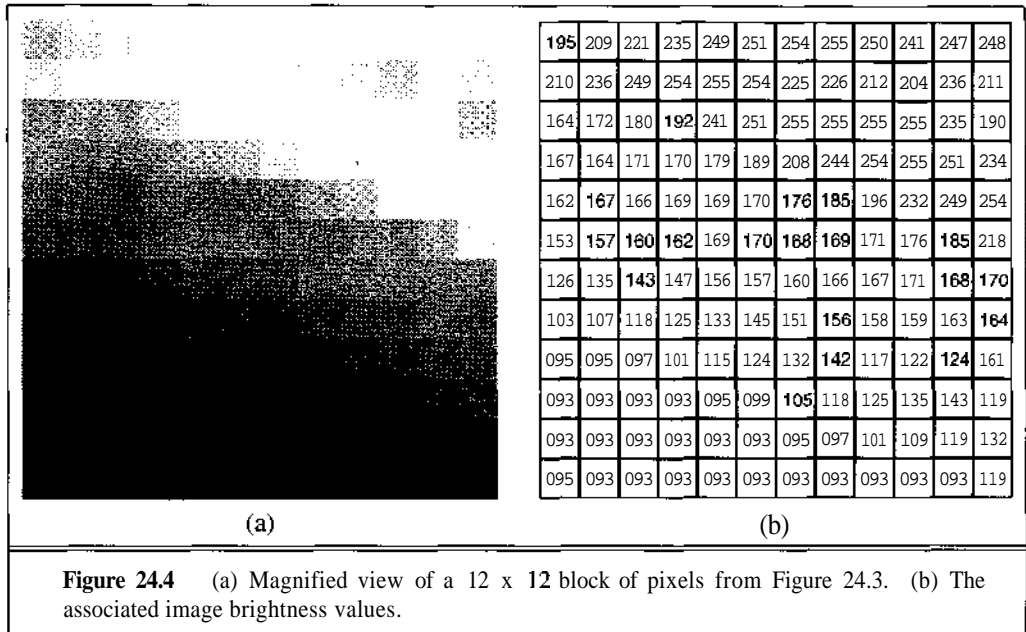 195 209 221 235 249 251 254 255 250 241 247 248
210 236 249 254 255 254 225 226 212 204 236 211
164 172 180 192 241 251 255 255 255 255 235 190
167 164 171 170 179 189 208 244 254 255 251 234
162 167 166 169 169 170 176 185 196 232 249 254
153 157 160 162 169 170 168 169 171 176 185 218
126 135 143 147 156 157 160 166 167 171 168 170
103 107 118 125 133 145 151 156 158 159 163 164
095 095 097 101 115 124 132 142 117 122 124 161
093 093 093 093 095 099 105 118 125 135 143 119
093 093 093 093 093 093 095 097 101 109 119 132
095 093 093 093 093 093 093 093 093 093 093 119
(a) (b)
Figure 24.4 (a) Magnified view of a 12 x 12 block of pixels from Figure 24.3. (b) The
associated image brightness values.